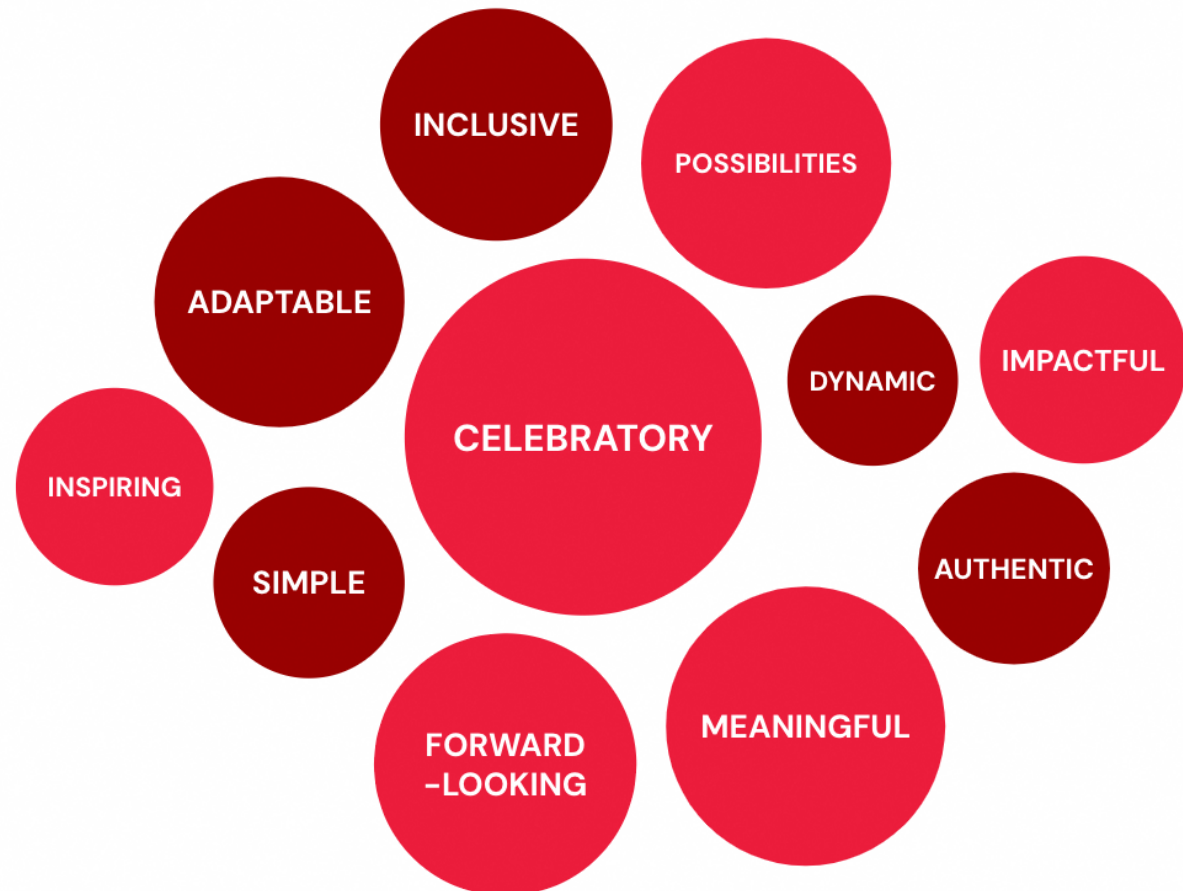 INCLUSIVE
POSSIBILITIES
ADAPTABLE
IMPACTFUL
DYNAMIC
CELEBRATORY
INSPIRING
AUTHENTIC
SIMPLE
MEANINGFUL
FORWARD
-LOOKING